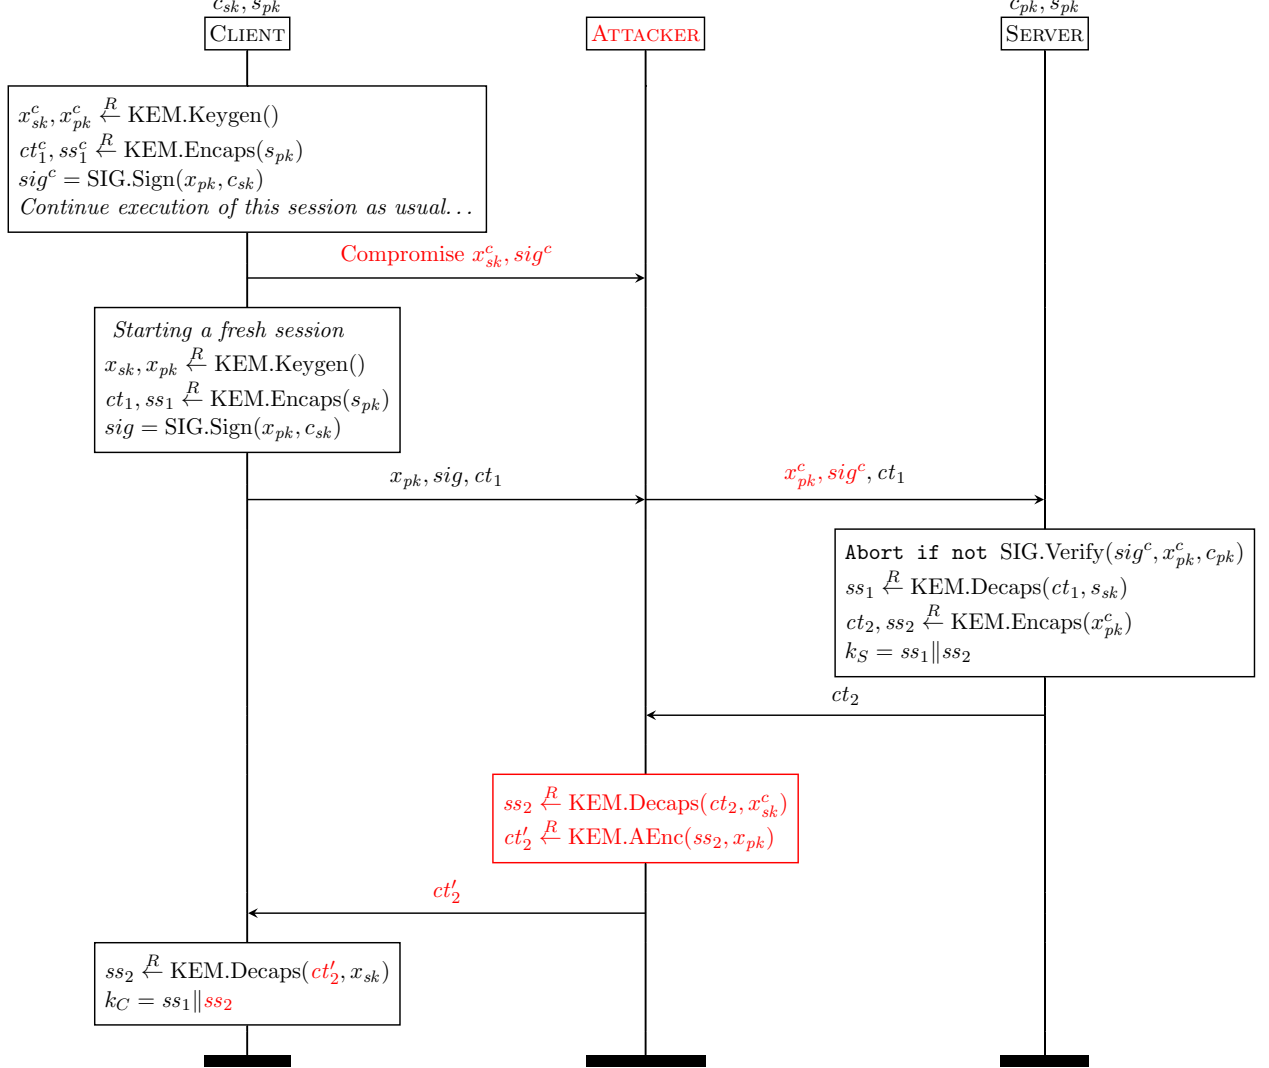 c_sk, s_pk
c_pk, s_pk
CLIENT
ATTACKER
SERVER
x^c_sk, x^c_pk ←R KEM.Keygen()
ct^c_1, ss^c_1 ←R KEM.Encaps(s_pk)
sig^c = SIG.Sign(x_pk, c_sk)
Continue execution of this session as usual...
Compromise x^c_sk, sig^c
Starting a fresh session
x_sk, x_pk ←R KEM.Keygen()
ct_1, ss_1 ←R KEM.Encaps(s_pk)
sig = SIG.Sign(x_pk, c_sk)
x_pk, sig, ct_1
x^c_pk, sig^c, ct_1
Abort if not SIG.Verify(sig^c, x^c_pk, c_pk)
ss_1 ←R KEM.Decaps(ct_1, s_sk)
ct_2, ss_2 ←R KEM.Encaps(x^c_pk)
k_S = ss_1∥ss_2
ct_2
ss_2 ←R KEM.Decaps(ct_2, x^c_sk)
ct′_2 ←R KEM.AEnc(ss_2, x_pk)
ct′_2
ss_2 ←R KEM.Decaps(ct′_2, x_sk)
k_C = ss_1∥ss_2